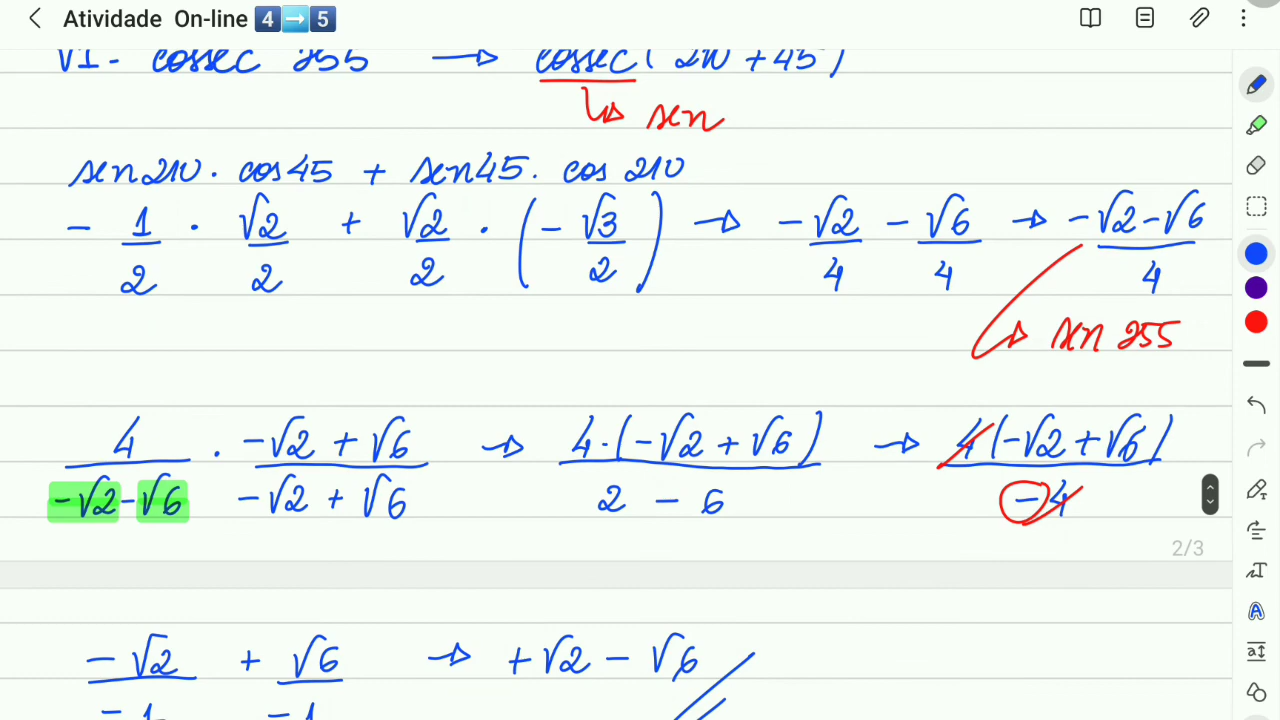 Atividade On-line 4➡5
VI- cossec 255 → cossec(210+45)
↳ sen
sen210 · cos45 + sen45 · cos 210
- 1/2 · √2/2 + √2/2 · (- √3/2) → -√2/4 - √6/4 → -√2-√6/4
↳ sen 255
4/-√2-√6 · -√2+√6/-√2+√6 → 4·(-√2+√6)/2-6 → 4(-√2+√6)/-4
2/3
-√2/-1 + √6/-1 → +√2 - √6